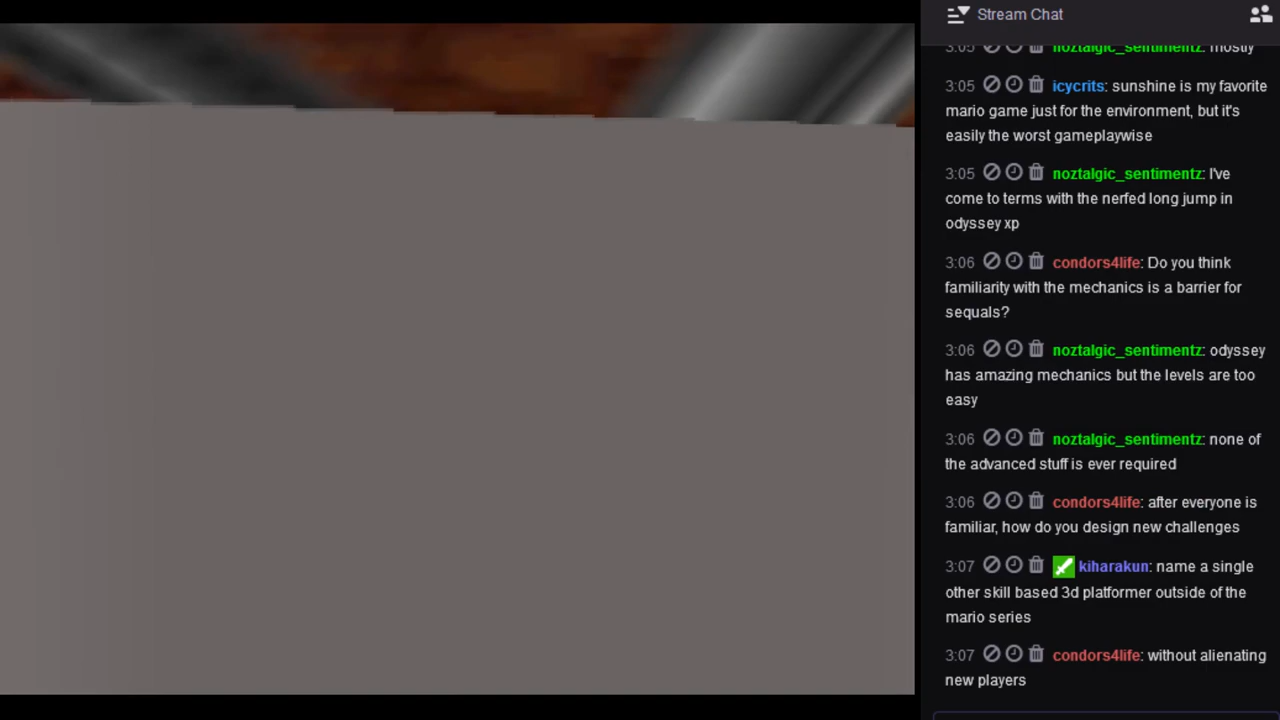 Stream Chat
3:05 noztalgic_sentimentz: mostly
3:05 icycrits: sunshine is my favorite
mario game just for the environment, but it's
easily the worst gameplaywise
3:05 noztalgic_sentimentz: I've
come to terms with the nerfed long jump in
odyssey xp
3:06 condors4life: Do you think
familiarity with the mechanics is a barrier for
sequals?
3:06 noztalgic_sentimentz: odyssey
has amazing mechanics but the levels are too
easy
3:06 noztalgic_sentimentz: none of
the advanced stuff is ever required
3:06 condors4life: after everyone is
familiar, how do you design new challenges
3:07 kiharakun: name a single
other skill based 3d platformer outside of the
mario series
3:07 condors4life: without alienating
new players